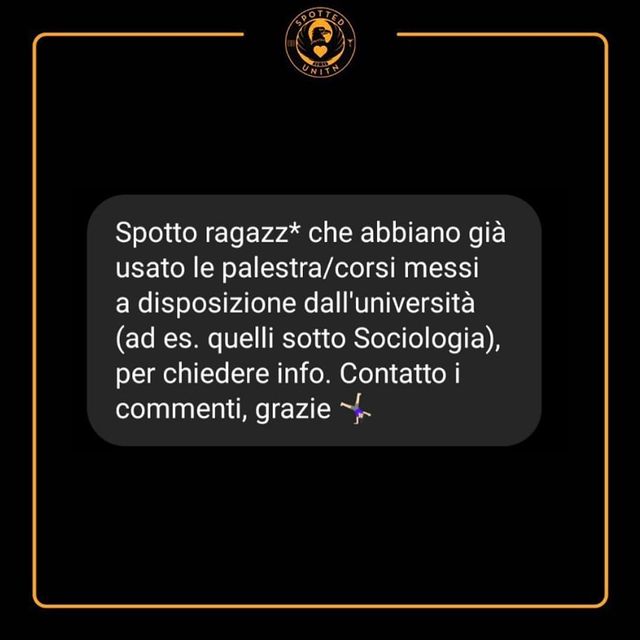 SPOTTED
UNITN
Spotto ragazz* che abbiano già
usato le palestra/corsi messi
a disposizione dall'università
(ad es. quelli sotto Sociologia),
per chiedere info. Contatto i
commenti, grazie 🤸🏻‍♀️